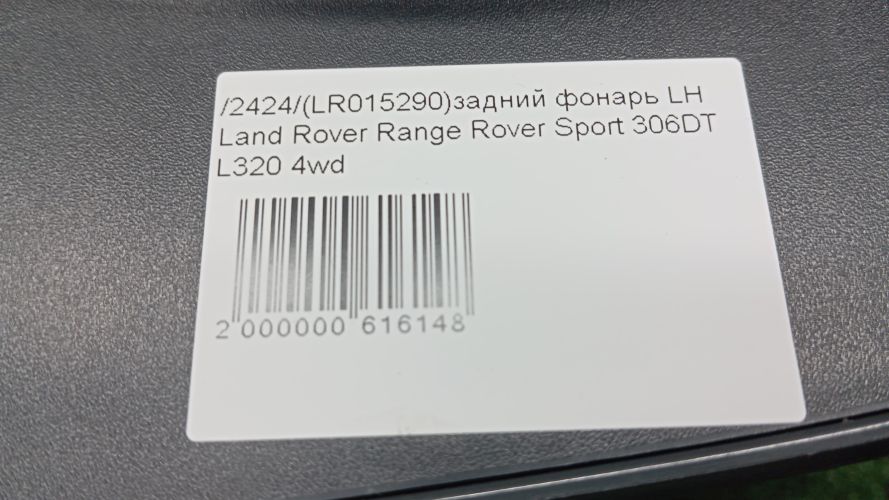 /2424/(LR015290)задний фонарь LH
Land Rover Range Rover Sport 306DT
L320 4wd
2 000000 616148